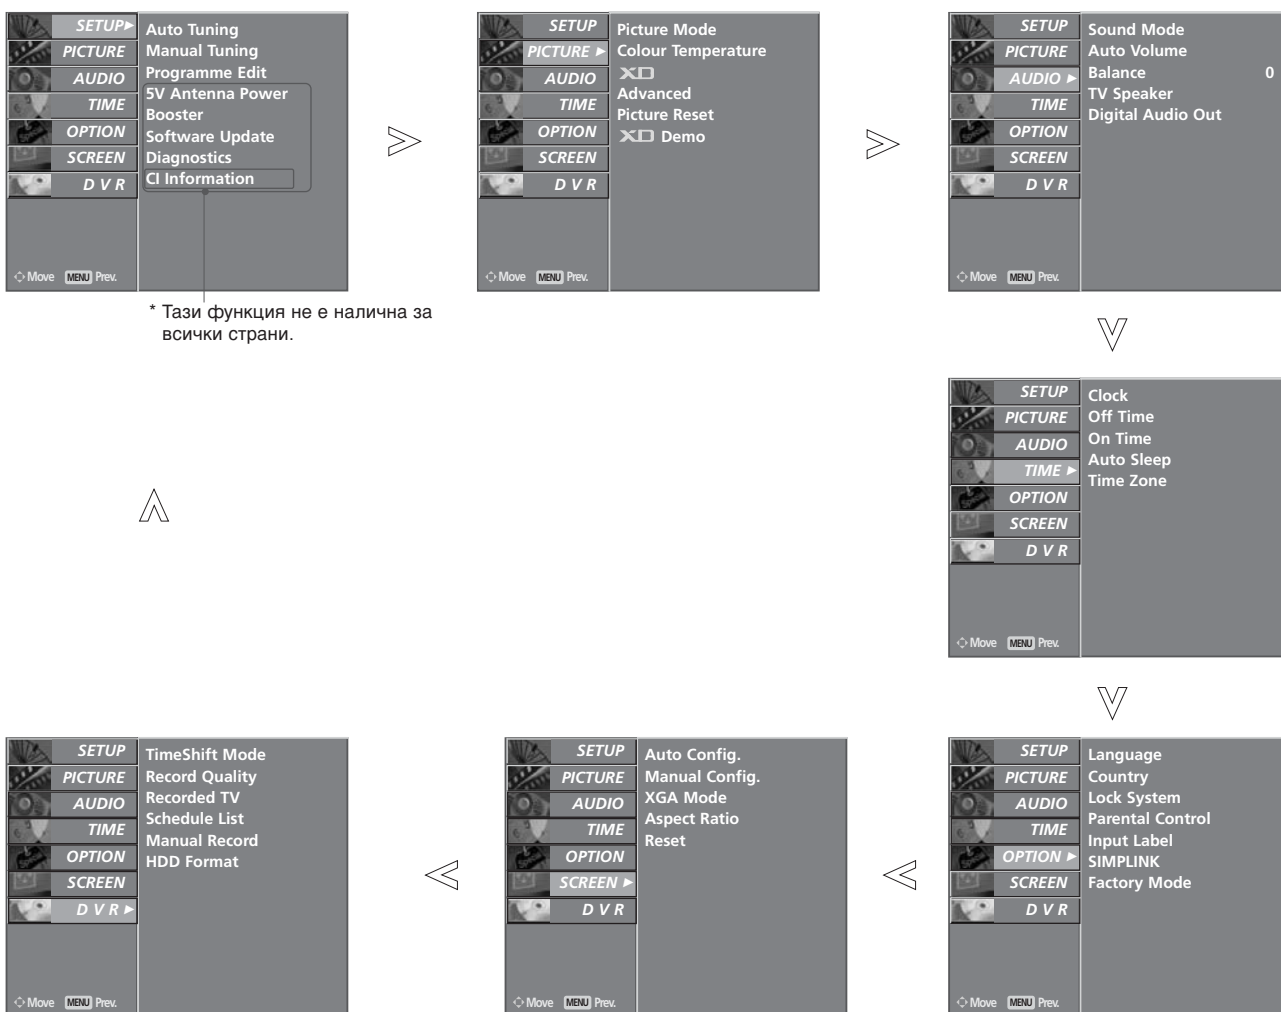 SETUP
PICTURE
AUDIO
TIME
OPTION
SCREEN
D V R
Auto Tuning
Manual Tuning
Programme Edit
5V Antenna Power
Booster
Software Update
Diagnostics
CI Information
Move MENU Prev.
* Тази функция не е налична за
всички страни.
SETUP
PICTURE
AUDIO
TIME
OPTION
SCREEN
D V R
Picture Mode
Colour Temperature
XD
Advanced
Picture Reset
XD Demo
Move MENU Prev.
SETUP
PICTURE
AUDIO
TIME
OPTION
SCREEN
D V R
Sound Mode
Auto Volume
Balance 0
TV Speaker
Digital Audio Out
Move MENU Prev.
SETUP
PICTURE
AUDIO
TIME
OPTION
SCREEN
D V R
Clock
Off Time
On Time
Auto Sleep
Time Zone
Move MENU Prev.
SETUP
PICTURE
AUDIO
TIME
OPTION
SCREEN
D V R
TimeShift Mode
Record Quality
Recorded TV
Schedule List
Manual Record
HDD Format
Move MENU Prev.
SETUP
PICTURE
AUDIO
TIME
OPTION
SCREEN
D V R
Auto Config.
Manual Config.
XGA Mode
Aspect Ratio
Reset
Move MENU Prev.
SETUP
PICTURE
AUDIO
TIME
OPTION
SCREEN
D V R
Language
Country
Lock System
Parental Control
Input Label
SIMPLINK
Factory Mode
Move MENU Prev.